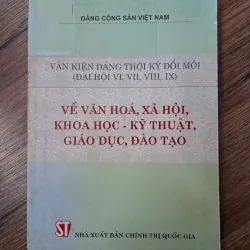 ĐẢNG CỘNG SẢN VIỆT NAM
VĂN KIỆN ĐẢNG THỜI KỲ ĐỔI MỚI
(ĐẠI HỘI VI, VII, VIII, IX)
VỀ VĂN HOÁ, XÃ HỘI,
KHOA HỌC - KỸ THUẬT,
GIÁO DỤC, ĐÀO TẠO
ST NHÀ XUẤT BẢN CHÍNH TRỊ QUỐC GIA